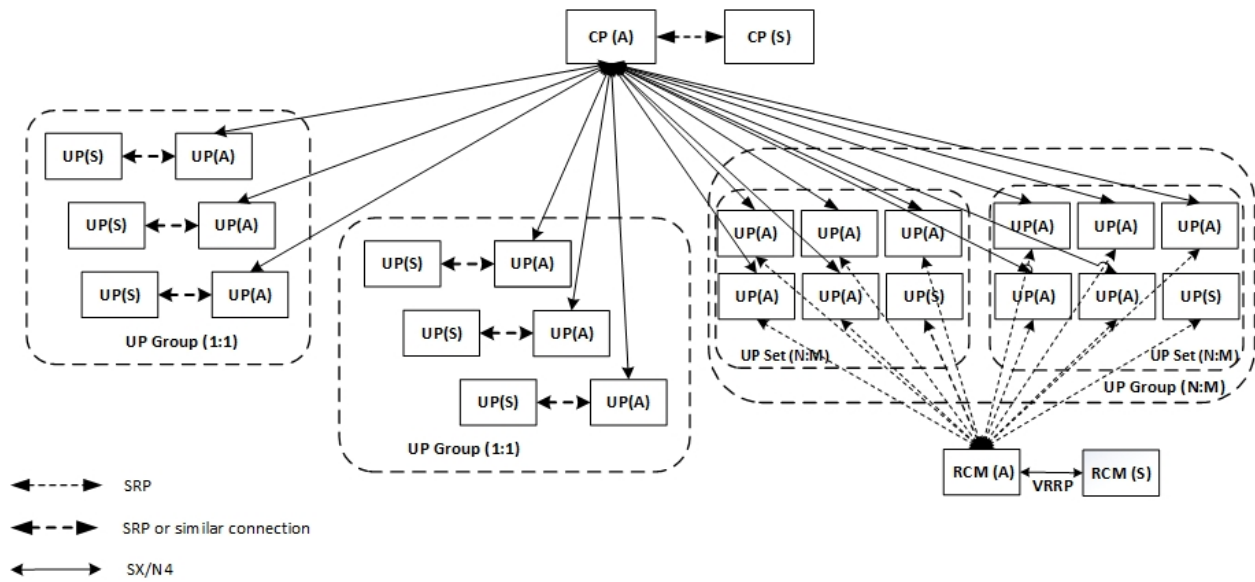 CP (A)
CP (S)
UP(S)
UP(A)
UP(S)
UP(A)
UP(S)
UP(A)
UP Group (1:1)
UP(S)
UP(A)
UP(S)
UP(A)
UP(S)
UP(A)
UP Group (1:1)
UP(A)
UP(A)
UP(A)
UP(A)
UP(A)
UP(S)
UP Set (N:M)
UP(A)
UP(A)
UP(A)
UP(A)
UP(A)
UP(S)
UP Set (N:M)
UP Group (N:M)
RCM (A)
VRRP
RCM (S)
SRP
SRP or similar connection
SX/N4